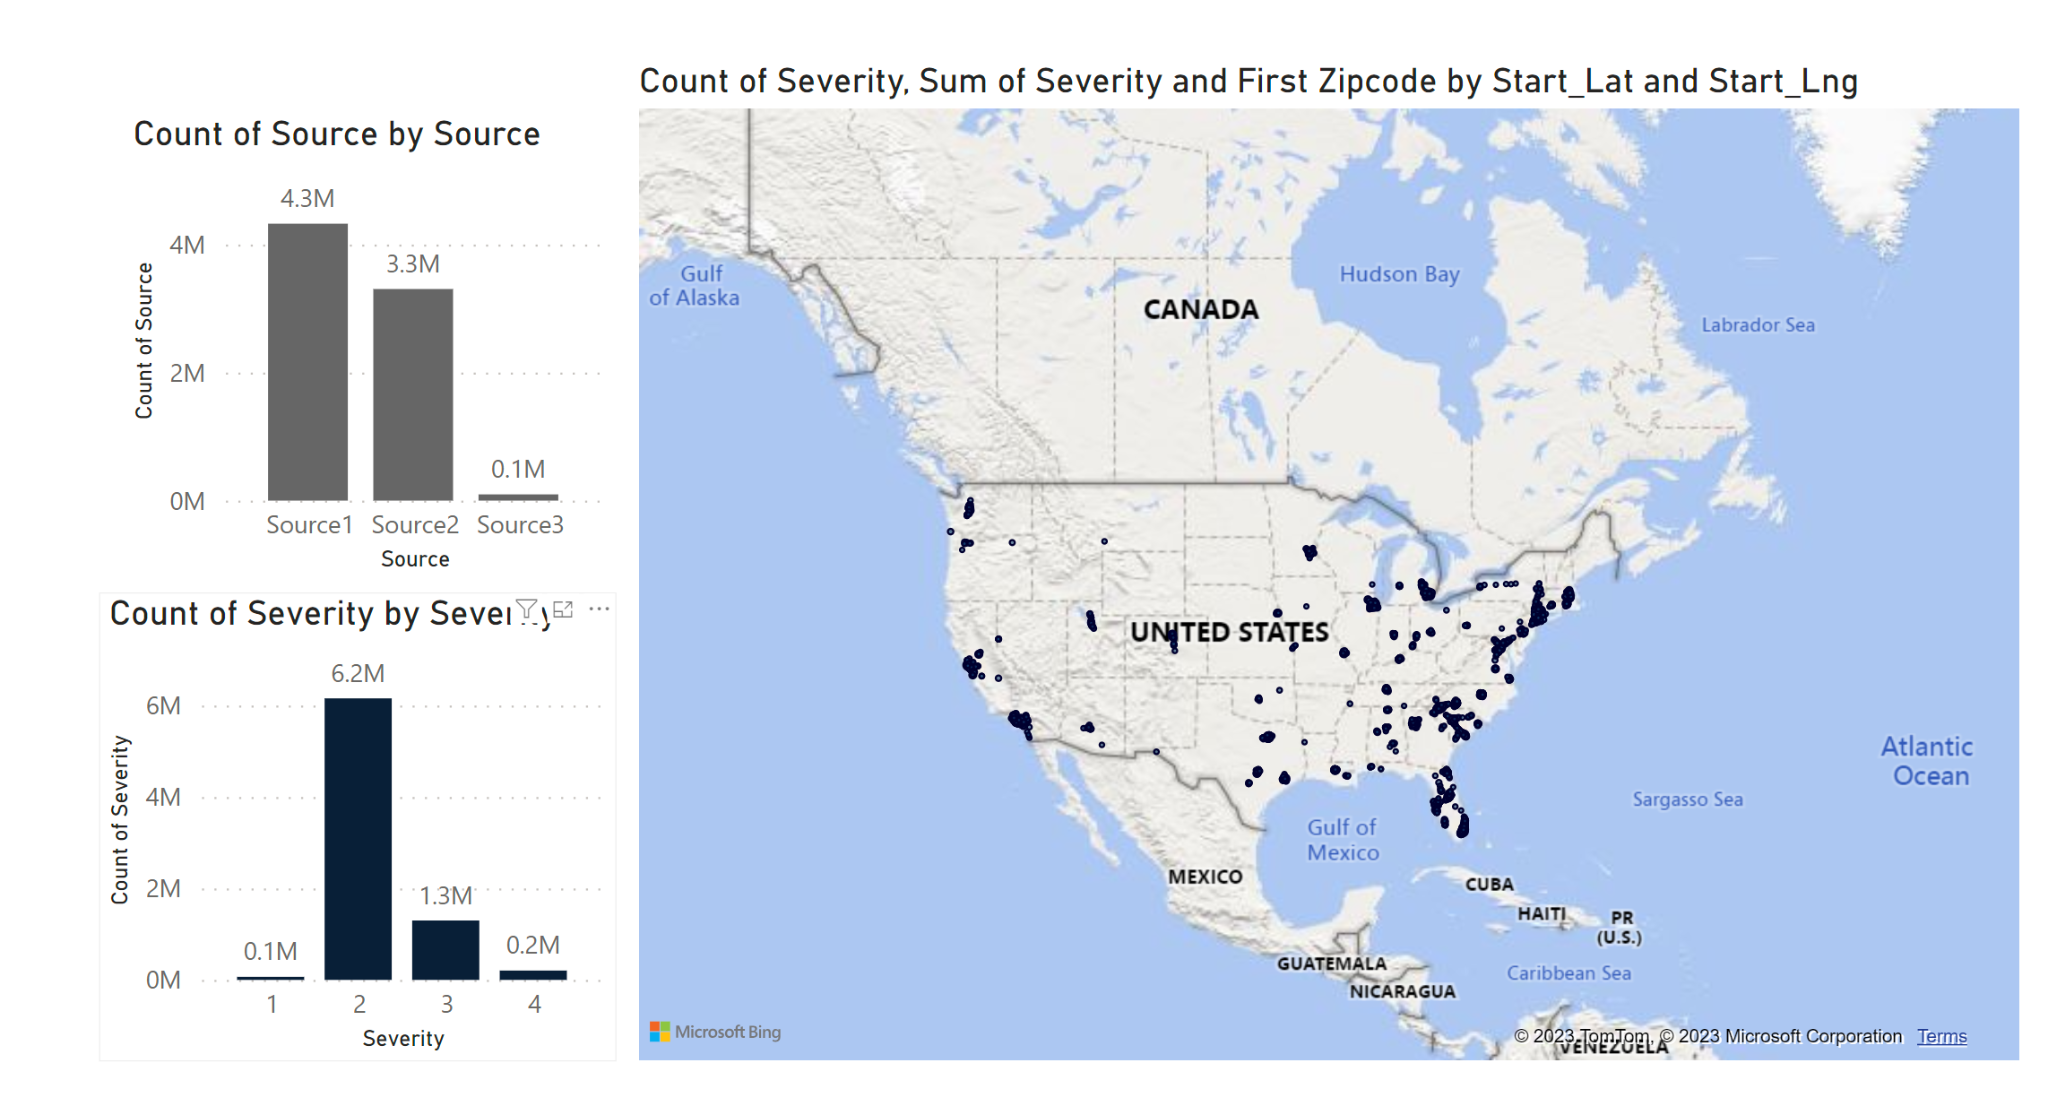 Count of Severity, Sum of Severity and First Zipcode by Start_Lat and Start_Lng
Count of Source by Source
4.3M
3.3M
0.1M
4M
2M
0M
Count of Source
Source1
Source2
Source3
Source
Count of Severity by
6.2M
1.3M
0.1M
0.2M
6M
4M
2M
0M
Count of Severity
1
2
3
4
Severity
Gulf
of Alaska
CANADA
Hudson Bay
Labrador Sea
UNITED STATES
Atlantic
Ocean
Sargasso Sea
Gulf of
Mexico
MEXICO
CUBA
HAITI
PR
(U.S.)
GUATEMALA
Caribbean Sea
NICARAGUA
VENEZUELA
Microsoft Bing
© 2023 TomTom, © 2023 Microsoft Corporation
Terms